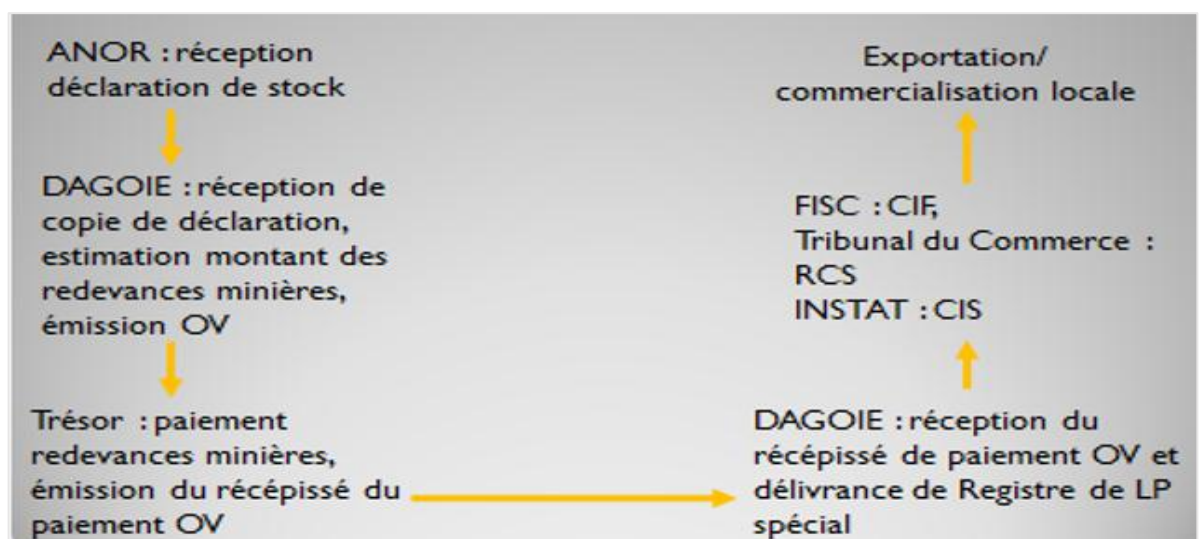 ANOR : réception
déclaration de stock
DAGOIE : réception de
copie de déclaration,
estimation montant des
redevances minières,
émission OV
Trésor : paiement
redevances minières,
émission du récépissé du
paiement OV
DAGOIE : réception du
récépissé de paiement OV et
délivrance de Registre de LP
spécial
FISC : CIF,
Tribunal du Commerce :
RCS
INSTAT : CIS
Exportation/
commercialisation locale